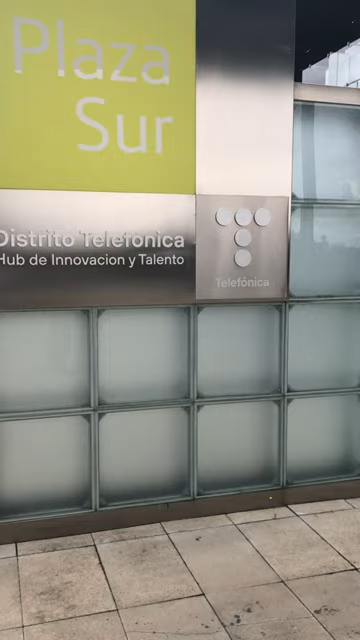 Plaza
Sur
Distrito Telefónica
Hub de Innovacion y Talento
Telefónica